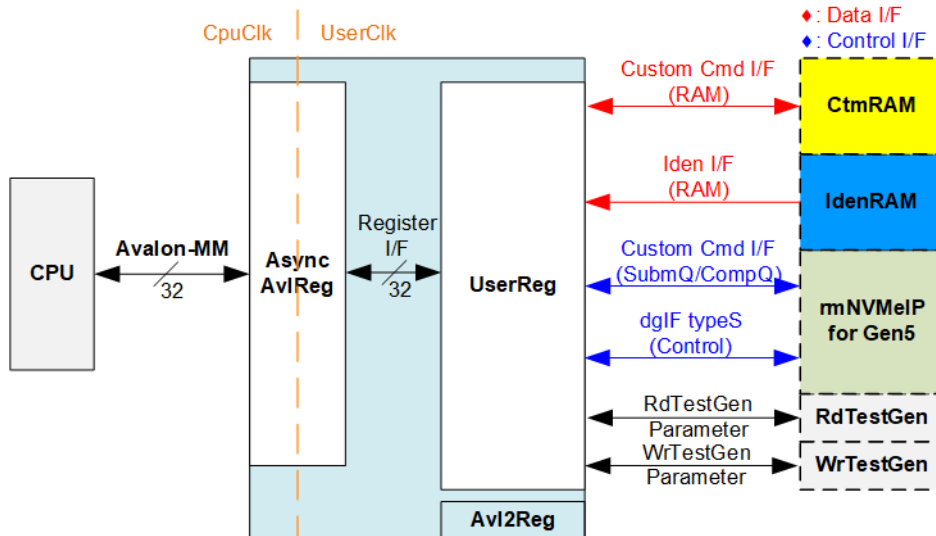 CpuClk
UserClk
♦: Data I/F
♦: Control I/F
CPU
Avalon-MM
32
Async
AvlReg
Register
I/F
32
UserReg
Avl2Reg
Custom Cmd I/F
(RAM)
Iden I/F
(RAM)
Custom Cmd I/F
(SubmQ/CompQ)
dgIF typeS
(Control)
RdTestGen
Parameter
WrTestGen
Parameter
CtmRAM
IdenRAM
rmNVMeIP
for Gen5
RdTestGen
WrTestGen